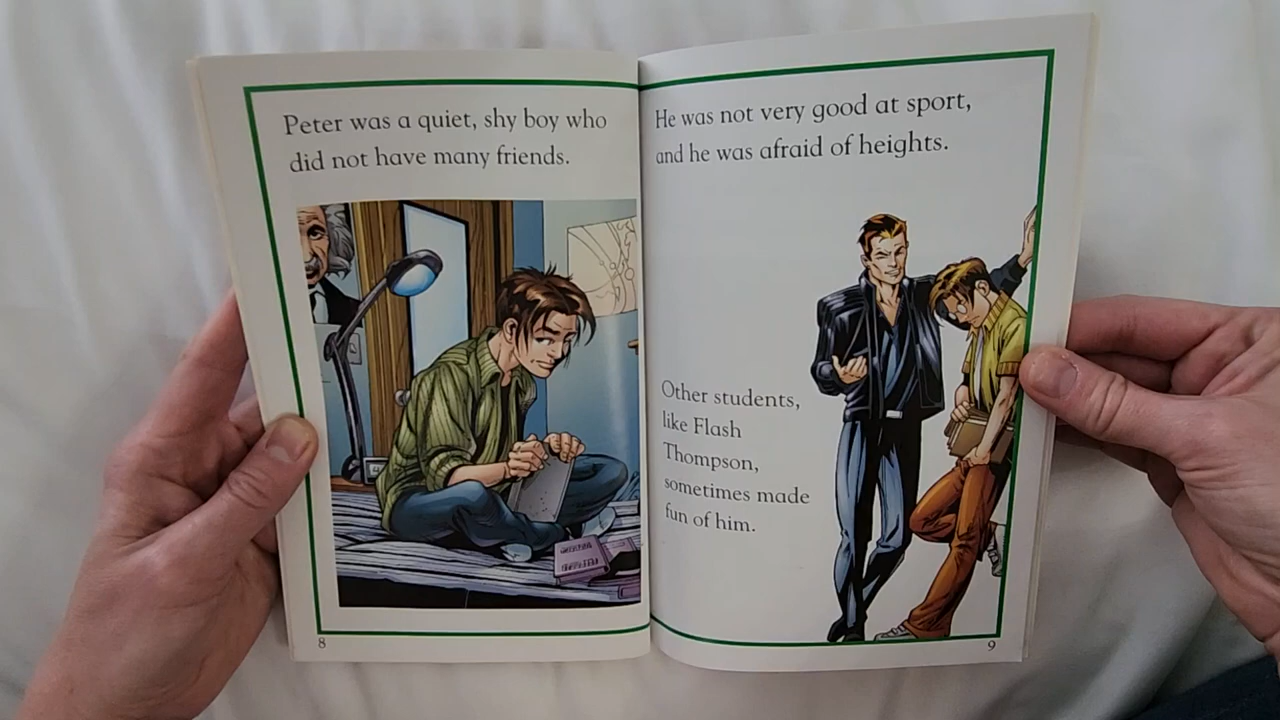 Peter was a quiet, shy boy who
did not have many friends.
8
He was not very good at sport,
and he was afraid of heights.
Other students,
like Flash
Thompson,
sometimes made
fun of him.
9